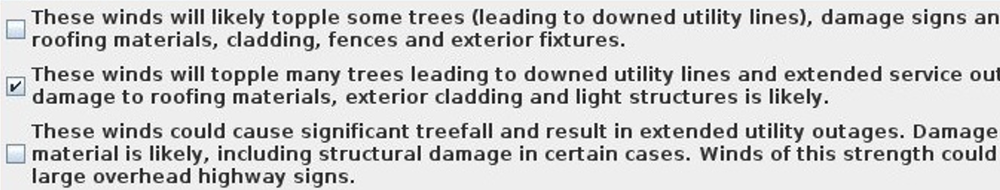 These winds will likely topple some trees (leading to downed utility lines), damage signs
roofing materials, cladding, fences and exterior fixtures.
These winds will topple many trees leading to downed utility lines and extended service
damage to roofing materials, exterior cladding and light structures is likely.
These winds could cause significant treefall and result in extended utility outages. Damage
material is likely, including structural damage in certain cases. Winds of this strength could
large overhead highway signs.